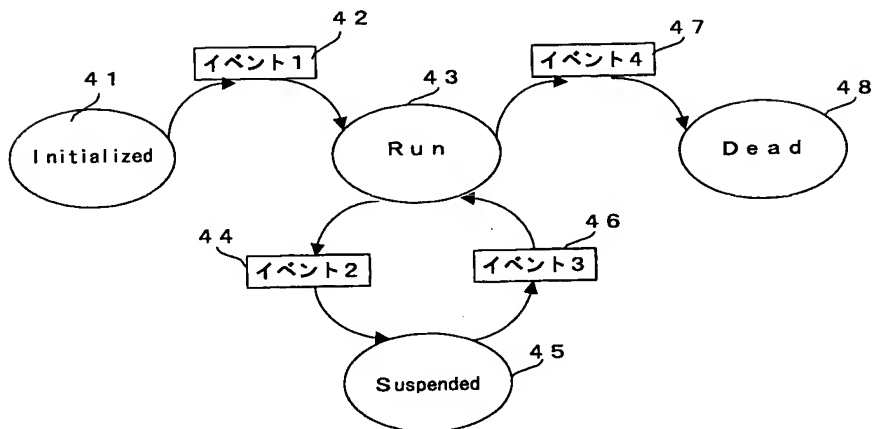 42
イベント1
47
イベント4
41
43
48
Initialized
Run
Dead
44
46
イベント2
イベント3
45
Suspended